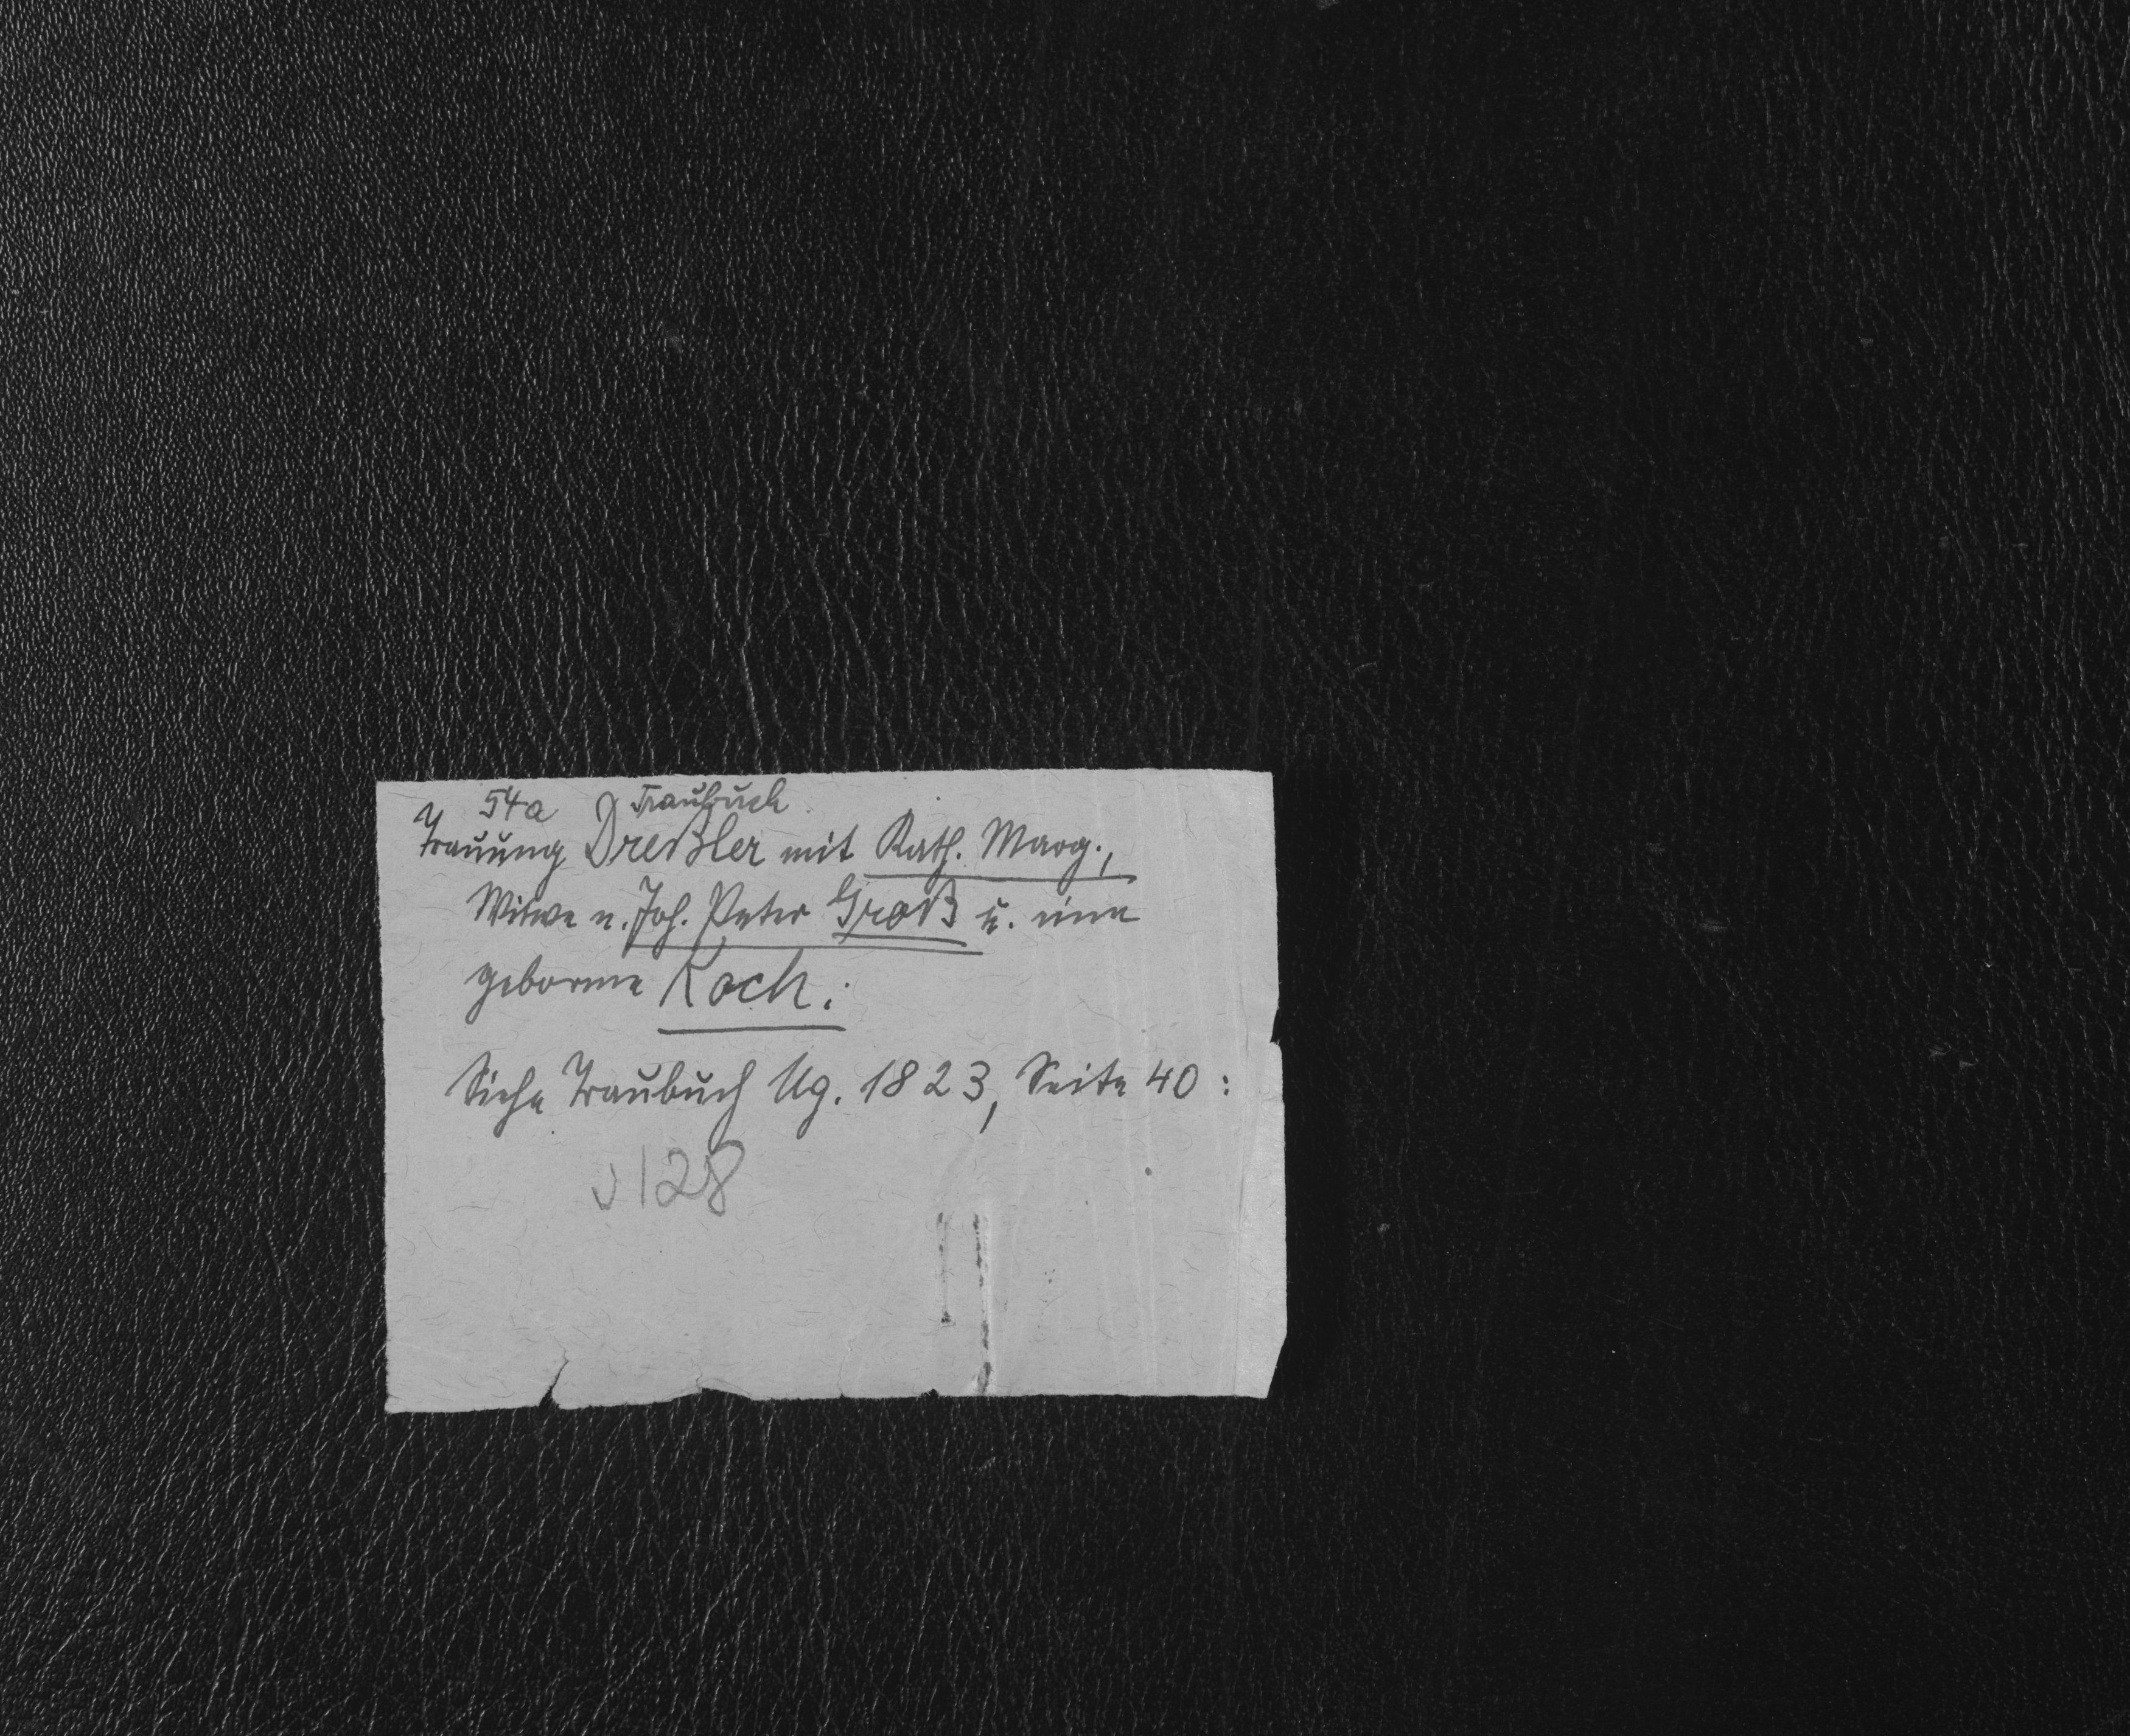 54a Traubuch
Trauung Dreßler mit Kath. Marg.,
Witwe v. Joh. Peter Groß u. eine
geborene Koch:
Siehe Traubuch Ug. 1823, Seite 40:
128